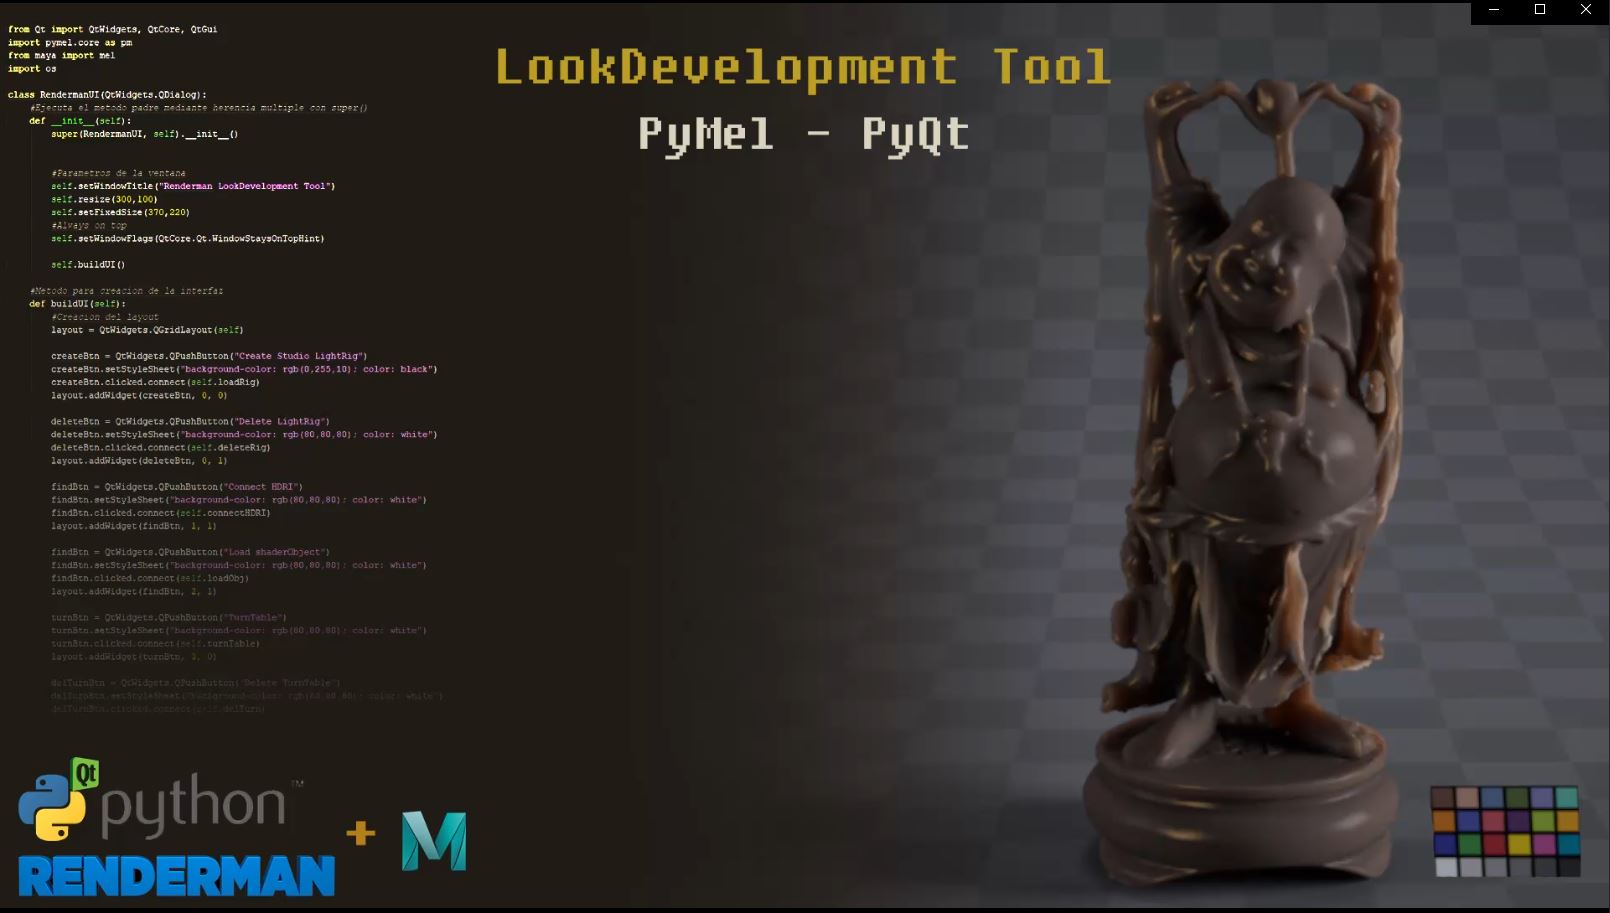 from Qt import QtWidgets, QtCore, QtGui
import pymel.core as pm
from maya import mel
import os
class RendermanUI(QtWidgets.QDialog):
#Ejecuta el metodo padre mediante herencia multiple con super()
def __init__(self):
super(RendermanUI, self).__init__()
#Parametros de la ventana
self.setWindowTitle("Renderman LookDevelopment Tool")
self.resize(300,100)
self.setFixedSize(370,220)
#Always on top
self.setWindowFlags(QtCore.Qt.WindowStaysOnTopHint)
self.buildUI()
#Metodo para creacion de la interfaz
def buildUI(self):
#Creacion del layout
layout = QtWidgets.QGridLayout(self)
createBtn = QtWidgets.QPushButton("Create Studio LightRig")
createBtn.setStyleSheet("background-color: rgb(0,255,10); color: black")
createBtn.clicked.connect(self.loadRig)
layout.addWidget(createBtn, 0, 0)
deleteBtn = QtWidgets.QPushButton("Delete LightRig")
deleteBtn.setStyleSheet("background-color: rgb(80,80,80); color: white")
deleteBtn.clicked.connect(self.deleteRig)
layout.addWidget(deleteBtn, 0, 1)
findBtn = QtWidgets.QPushButton("Connect HDRI")
findBtn.setStyleSheet("background-color: rgb(80,80,80); color: white")
findBtn.clicked.connect(self.connectHDRI)
layout.addWidget(findBtn, 1, 1)
findBtn = QtWidgets.QPushButton("Load shaderObject")
findBtn.setStyleSheet("background-color: rgb(80,80,80); color: white")
findBtn.clicked.connect(self.loadObj)
layout.addWidget(findBtn, 2, 1)
turnBtn = QtWidgets.QPushButton("TurnTable")
turnBtn.setStyleSheet("background-color: rgb(80,80,80); color: white")
turnBtn.clicked.connect(self.turnTable)
layout.addWidget(turnBtn, 3, 0)
delTurnBtn = QtWidgets.QPushButton("Delete TurnTable")
delTurnBtn.setStyleSheet("background-color: rgb(80,80,80); color: white")
delTurnBtn.clicked.connect(self.delTurn)
LookDevelopment Tool
PyMel - PyQt
Qt
python™
+ M
RENDERMAN